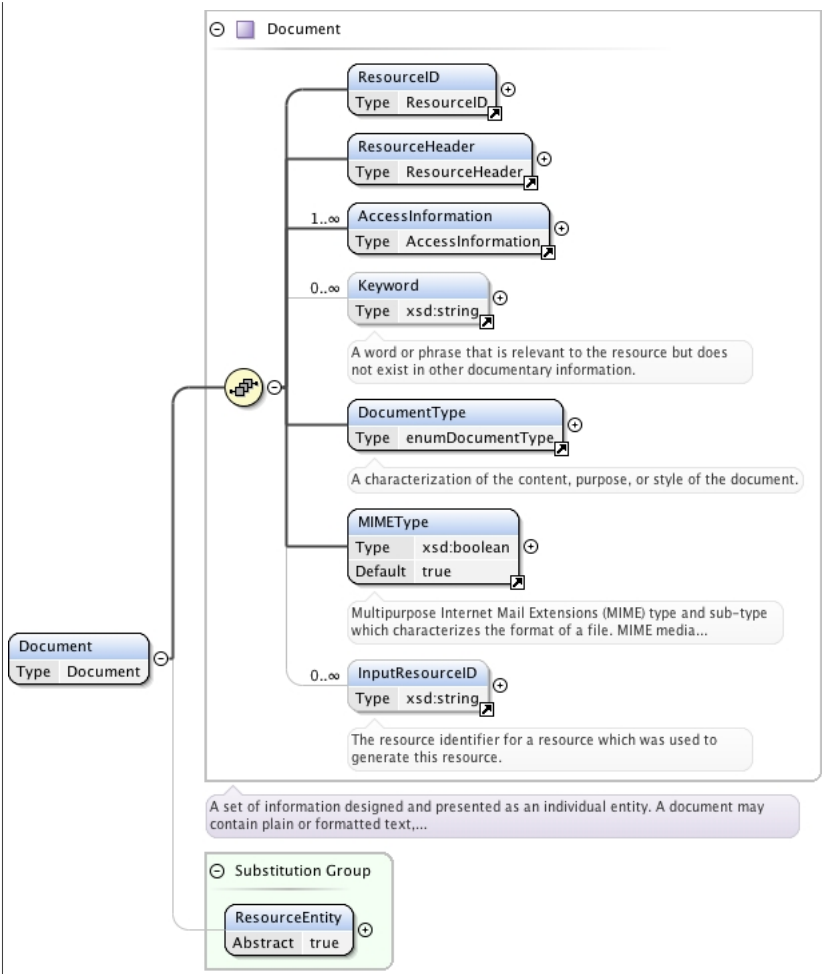 Document
ResourceID
Type ResourceID
ResourceHeader
Type ResourceHeader
1..∞
AccessInformation
Type AccessInformation
0..∞
Keyword
Type xsd:string
A word or phrase that is relevant to the resource but does
not exist in other documentary information.
DocumentType
Type enumDocumentType
A characterization of the content, purpose, or style of the document.
MIMEType
Type xsd:boolean
Default true
Multipurpose Internet Mail Extensions (MIME) type and sub-type
which characterizes the format of a file. MIME media...
Document
Type Document
0..∞
InputResourceID
Type xsd:string
The resource identifier for a resource which was used to
generate this resource.
A set of information designed and presented as an individual entity. A document may
contain plain or formatted text,...
Substitution Group
ResourceEntity
Abstract true